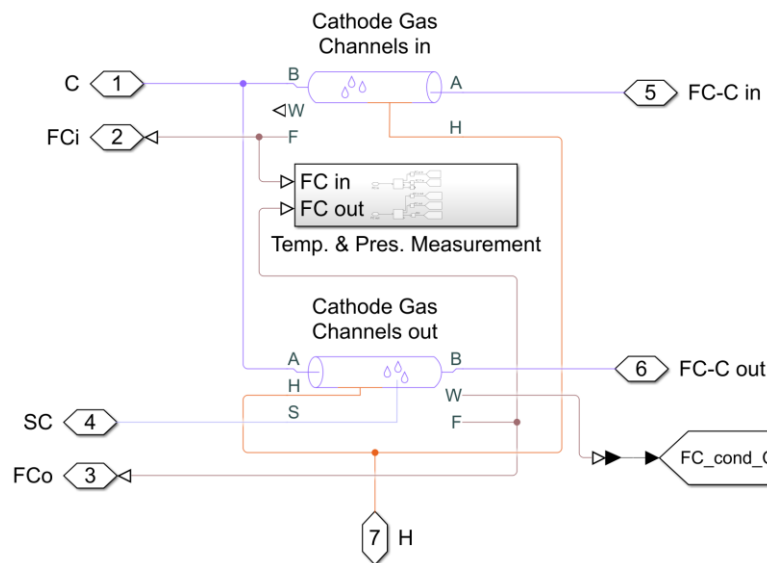 Cathode Gas
Channels in
C 1 B A 5 FC-C in
W
FCi 2 F H
FC in
FC out
Temp. & Pres. Measurement
Cathode Gas
Channels out
A B 6 FC-C out
H W
SC 4 S F
FC_cond_
FCo 3
7 H